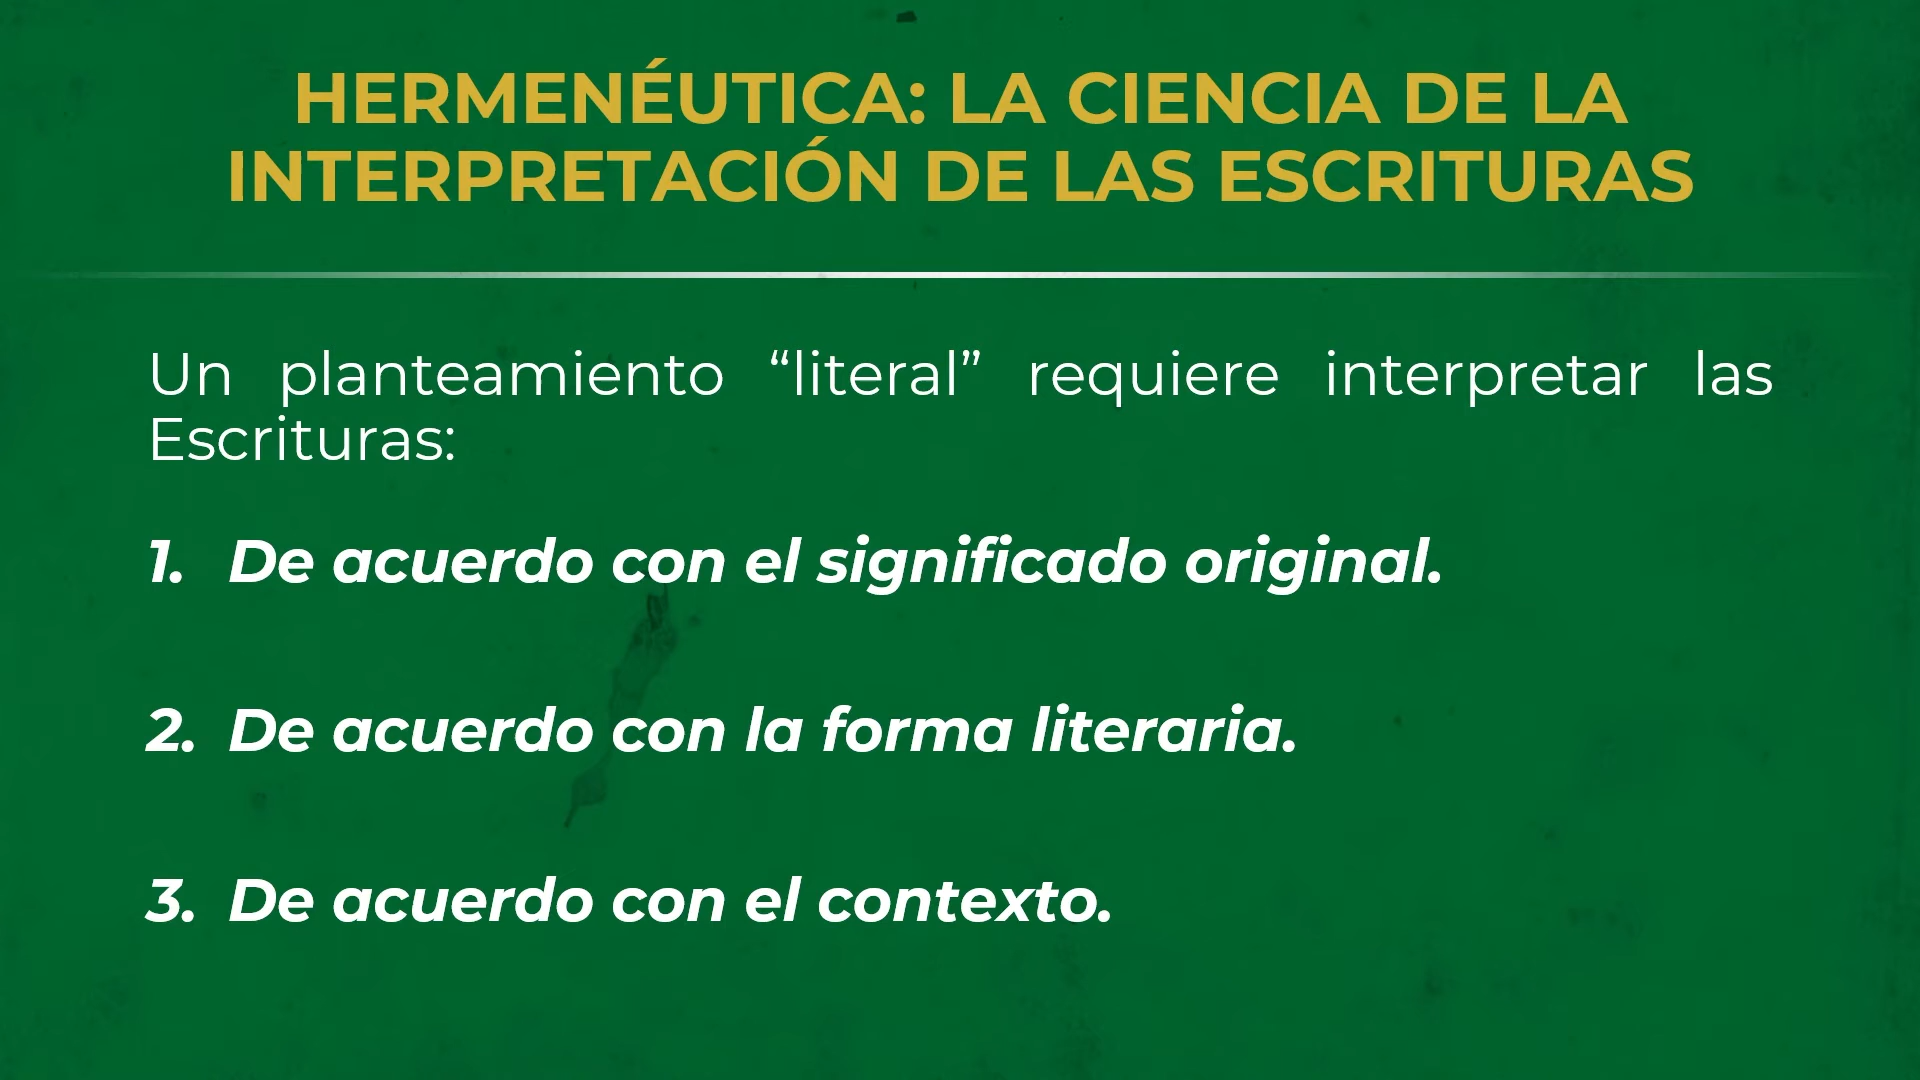 HERMENÉUTICA: LA CIENCIA DE LA
INTERPRETACIÓN DE LAS ESCRITURAS
Un planteamiento “literal” requiere interpretar las
Escrituras:
1. De acuerdo con el significado original.
2. De acuerdo con la forma literaria.
3. De acuerdo con el contexto.